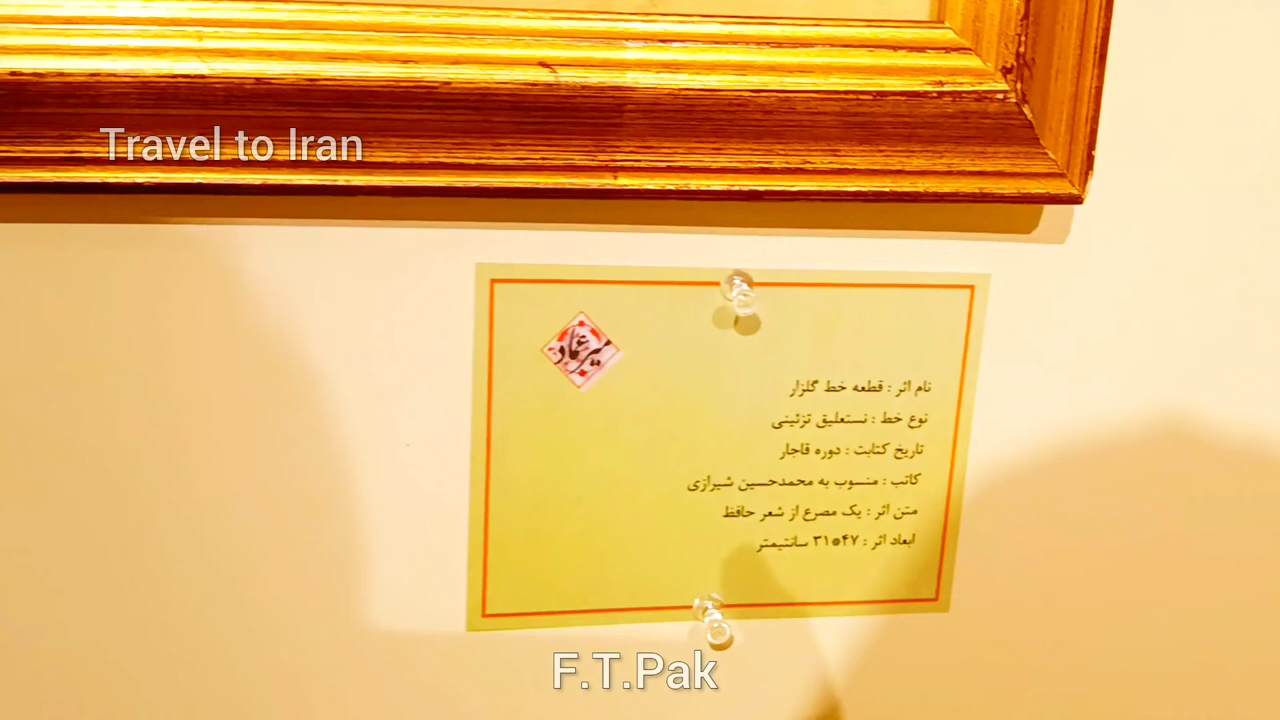 Travel to Iran
میرعماد
نام اثر : قطعه خط گلزار
نوع خط : نستعلیق تزئینی
تاریخ کتابت : دوره قاجار
کاتب : منسوب به محمدحسین شیرازی
متن اثر : یک مصرع از شعر حافظ
ابعاد اثر : ۴۷*۳۱ سانتیمتر
F.T.Pak